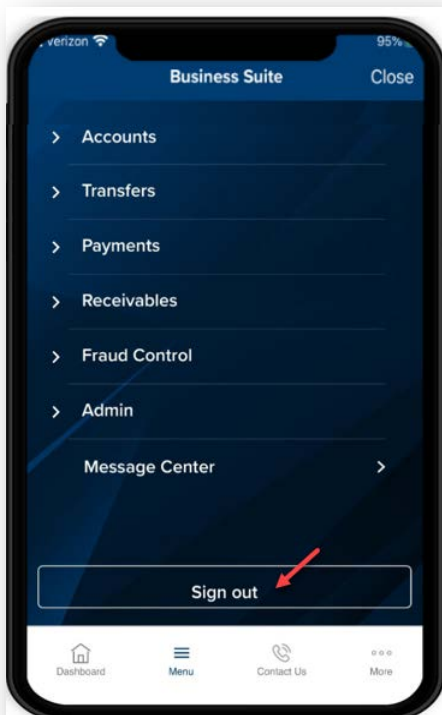 Verizon 95%
Business Suite Close
Accounts
Transfers
Payments
Receivables
Fraud Control
Admin
Message Center
Sign out
Dashboard Menu Contact Us More